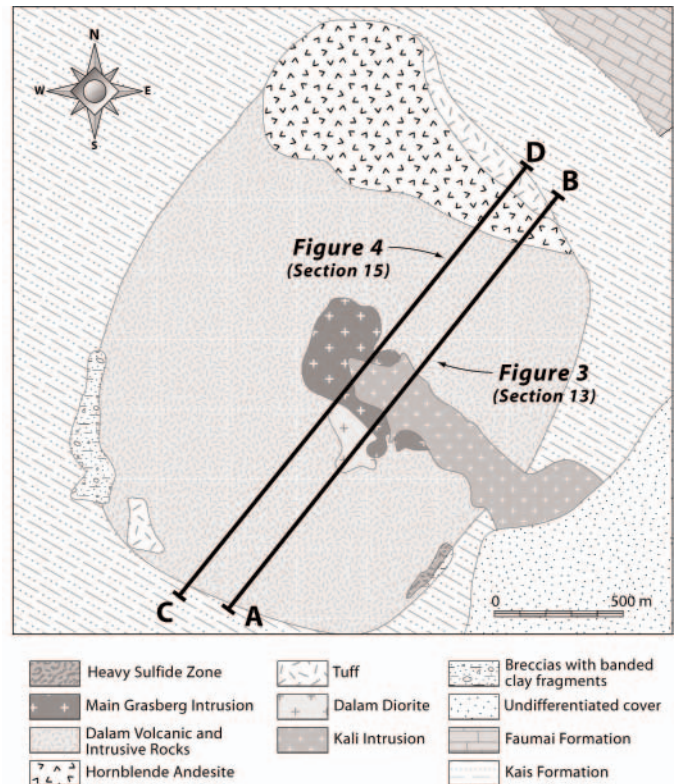 N
W
E
S
D
B
Figure 4
(Section 15)
Figure 3
(Section 13)
C
A
0 500 m
Heavy Sulfide Zone
Tuff
Breccias with banded
clay fragments
Main Grasberg Intrusion
Dalam Diorite
Undifferentiated cover
Dalam Volcanic and
Intrusive Rocks
Kali Intrusion
Faumai Formation
Hornblende Andesite
Kais Formation